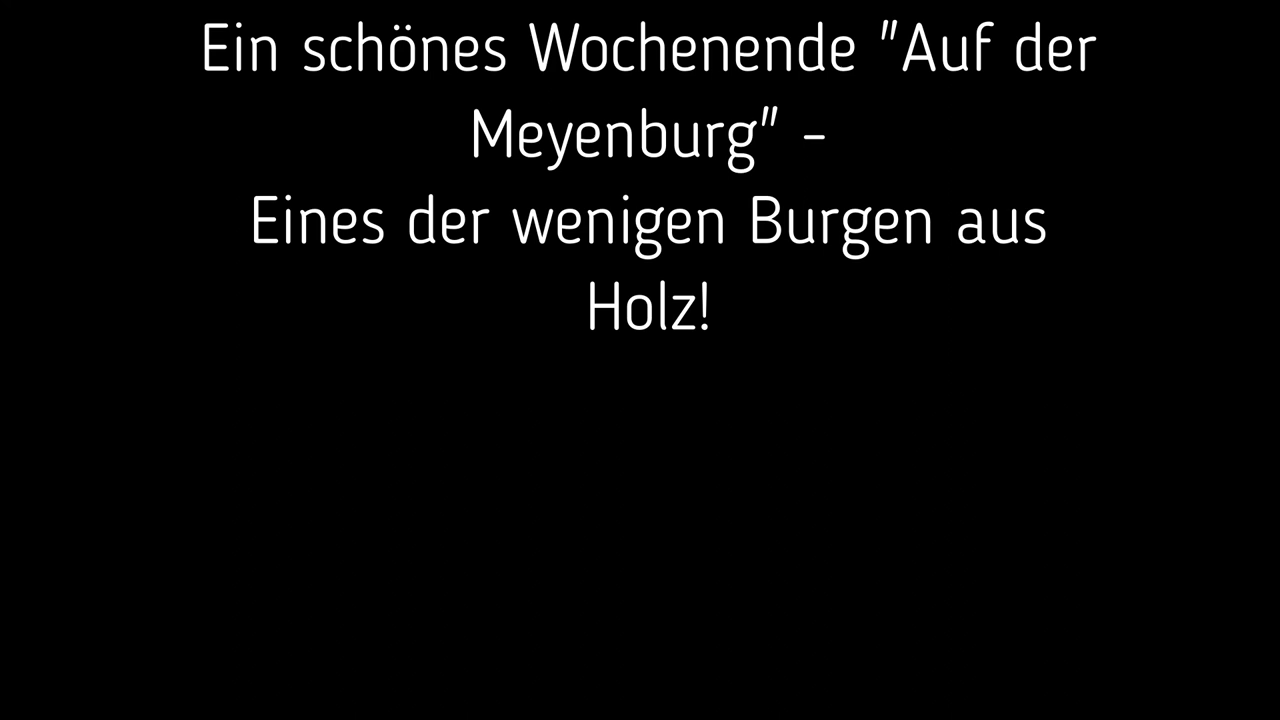 Ein schönes Wochenende "Auf der
Meyenburg" -
Eines der wenigen Burgen aus
Holz!